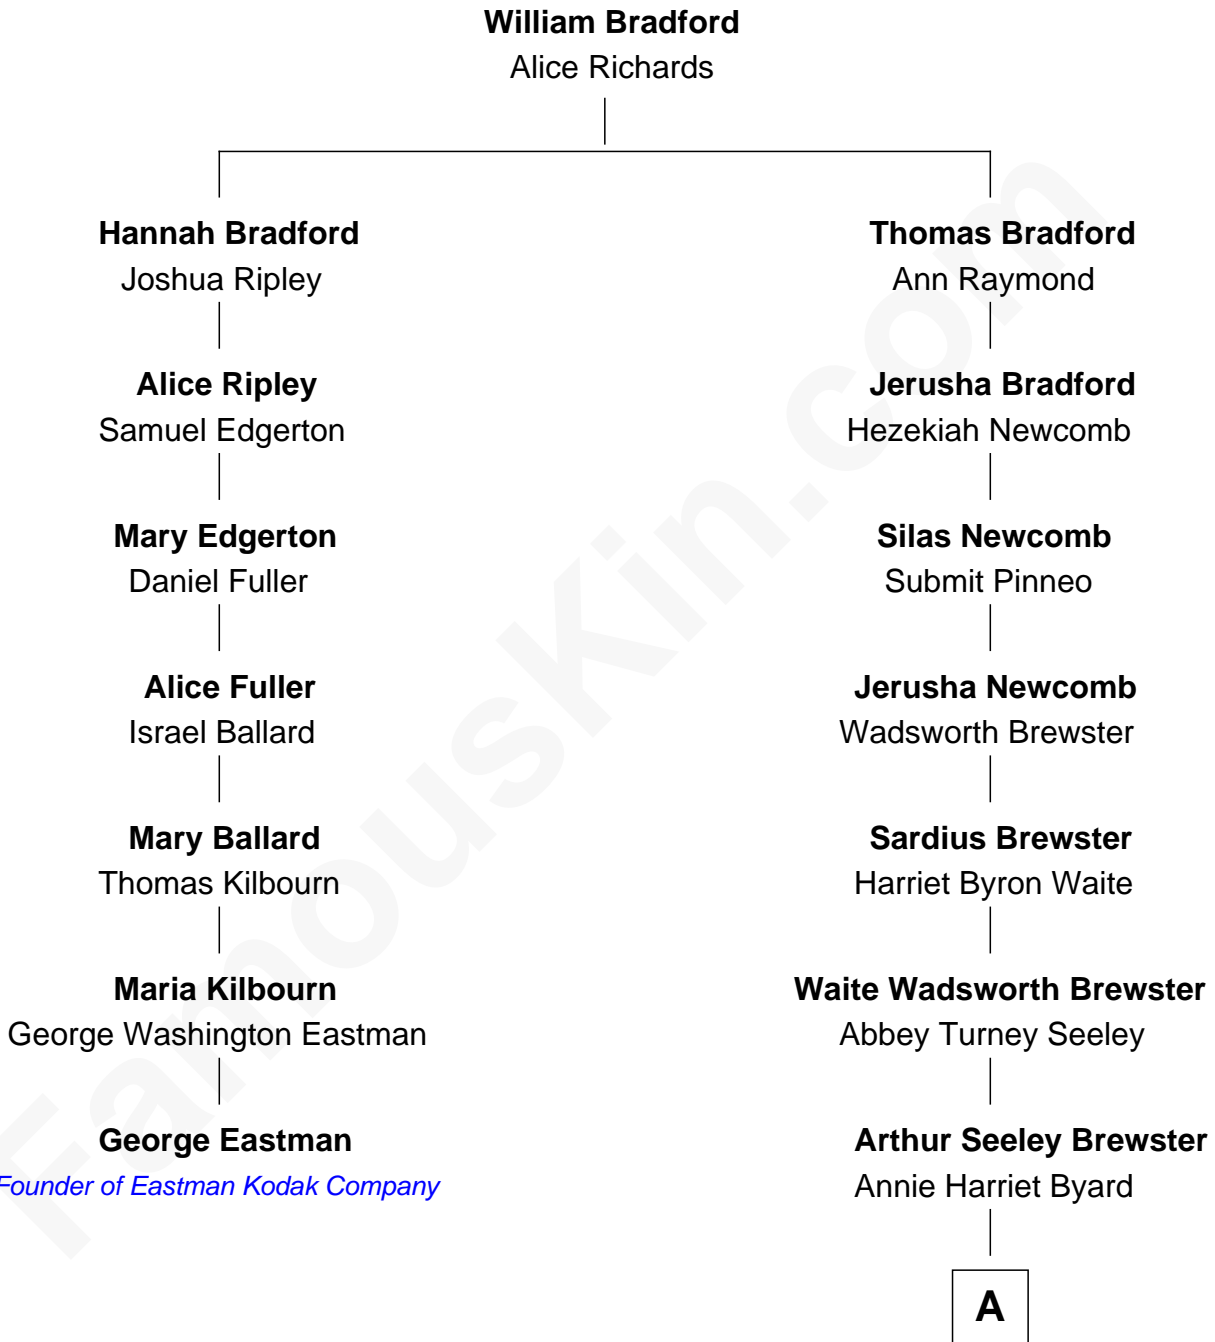 William Bradford
Alice Richards
Hannah Bradford
Joshua Ripley
Thomas Bradford
Ann Raymond
Alice Ripley
Samuel Edgerton
Jerusha Bradford
Hezekiah Newcomb
Mary Edgerton
Daniel Fuller
Silas Newcomb
Submit Pinneo
Alice Fuller
Israel Ballard
Jerusha Newcomb
Wadsworth Brewster
Mary Ballard
Thomas Kilbourn
Sardius Brewster
Harriet Byron Waite
Maria Kilbourn
George Washington Eastman
Waite Wadsworth Brewster
Abbey Turney Seeley
George Eastman
Founder of Eastman Kodak Company
Arthur Seeley Brewster
Annie Harriet Byard
A
FamousKin.com